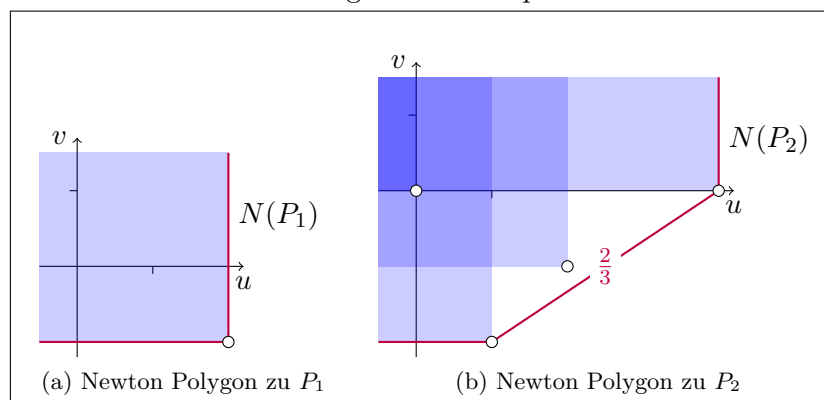 v
N(P₁)
u
(a) Newton Polygon zu P₁
v
N(P₂)
u
2/3
(b) Newton Polygon zu P₂